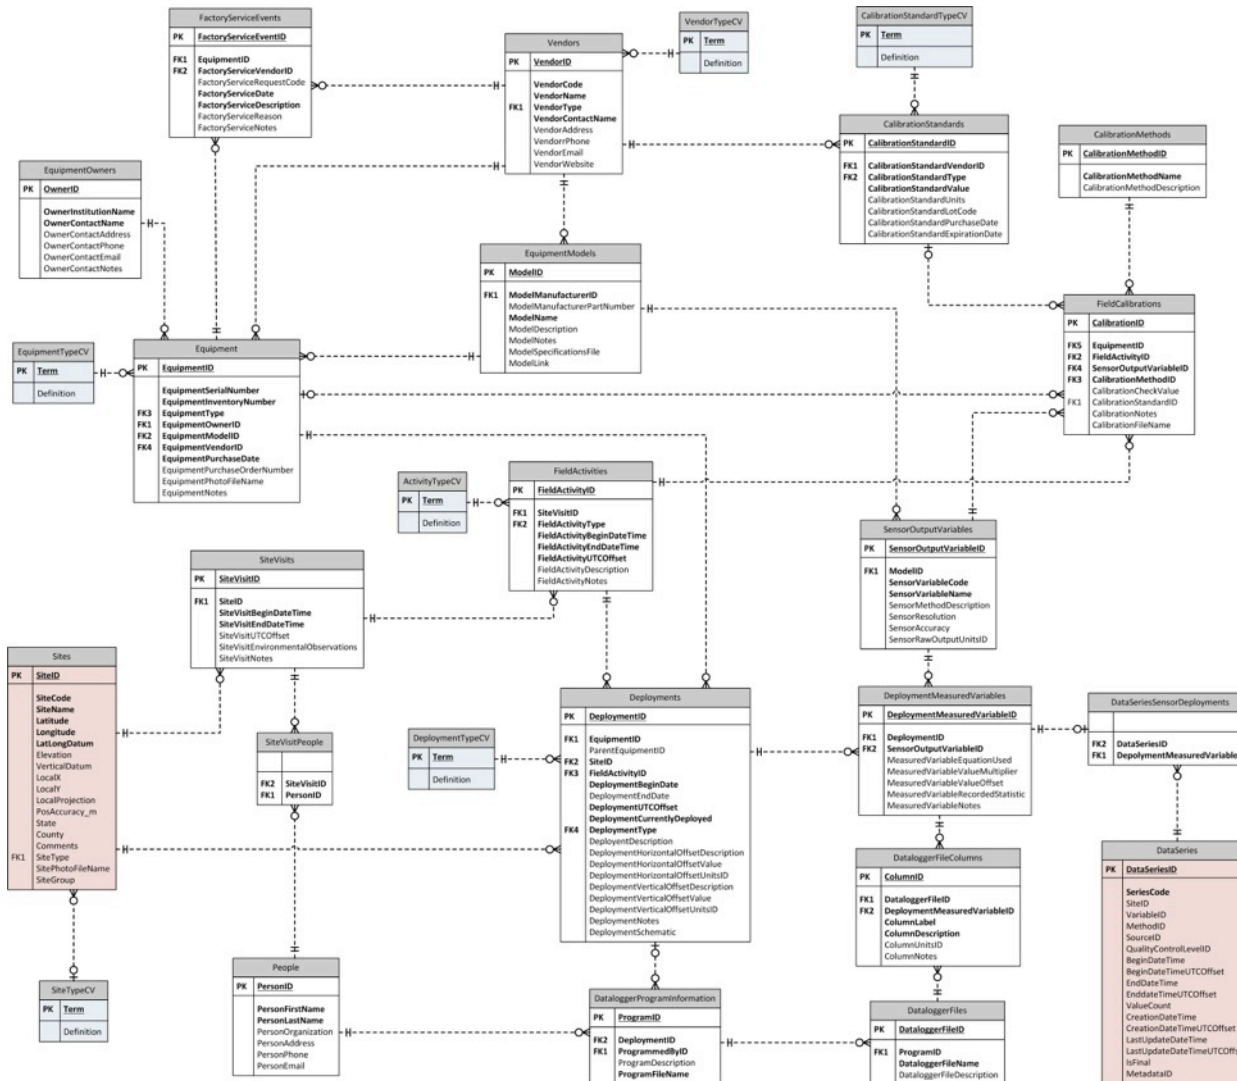 FactoryServiceEvents
PK FactoryServiceEventID
FK1 EquipmentID
FK2 FactoryServiceVendorID
FactoryServiceRequestCode
FactoryServiceDate
FactoryServiceDescription
FactoryServiceReason
FactoryServiceNotes
Vendors
PK VendorID
VendorCode
VendorName
FK1 VendorType
VendorContactName
VendorAddress
VendorrPhone
VendorEmail
VendorWebsite
VendorTypeCV
PK Term
Definition
CalibrationStandardTypeCV
PK Term
Definition
CalibrationStandards
PK CalibrationStandardID
FK1 CalibrationStandardVendorID
FK2 CalibrationStandardType
CalibrationStandardValue
CalibrationStandardUnits
CalibrationStandardLotCode
CalibrationStandardPurchaseDate
CalibrationStandardExpirationDate
CalibrationMethods
PK CalibrationMethodID
CalibrationMethodName
CalibrationMethodDescription
EquipmentOwners
PK OwnerID
OwnerInstitutionName
OwnerContactName
OwnerContactAddress
OwnerContactPhone
OwnerContactEmail
OwnerContactNotes
EquipmentModels
PK ModelID
FK1 ModelManufacturerID
ModelManufacturerPartNumber
ModelName
ModelDescription
ModelNotes
ModelSpecificationsFile
ModelLink
FieldCalibrations
PK CalibrationID
FK5 EquipmentID
FK2 FieldActivityID
FK4 SensorOutputVariableID
FK3 CalibrationMethodID
CalibrationCheckValue
FK1 CalibrationStandardID
CalibrationNotes
CalibrationFileName
EquipmentTypeCV
PK Term
Definition
Equipment
PK EquipmentID
EquipmentSerialNumber
EquipmentInventoryNumber
FK3 EquipmentType
FK1 EquipmentOwnerID
FK2 EquipmentModelID
FK4 EquipmentVendorID
EquipmentPurchaseDate
EquipmentPurchaseOrderNumber
EquipmentPhotoFileName
EquipmentNotes
ActivityTypeCV
PK Term
Definition
FieldActivities
PK FieldActivityID
FK1 SiteVisitID
FK2 FieldActivityType
FieldActivityBeginDateTime
FieldActivityEndDateTime
FieldActivityUTCOffset
FieldActivityDescription
FieldActivityNotes
SensorOutputVariables
PK SensorOutputVariableID
FK1 ModelID
SensorVariableCode
SensorVariableName
SensorMethodDescription
SensorResolution
SensorAccuracy
SensorRawOutputUnitsID
SiteVisits
PK SiteVisitID
FK1 SiteID
SiteVisitBeginDateTime
SiteVisitEndDateTime
SiteVisitUTCOffset
SiteVisitEnvironmentalObservations
SiteVisitNotes
Sites
PK SiteID
SiteCode
SiteName
Latitude
Longitude
LatLongDatum
Elevation
VerticalDatum
LocalX
LocalY
LocalProjection
PosAccuracy_m
State
County
Comments
FK1 SiteType
SitePhotoFileName
SiteGroup
SiteVisitPeople
FK2 SiteVisitID
FK1 PersonID
DeploymentTypeCV
PK Term
Definition
Deployments
PK DeploymentID
FK1 EquipmentID
ParentEquipmentID
FK2 SiteID
FK3 FieldActivityID
DeploymentBeginDate
DeploymentEndDate
DeploymentUTCOffset
DeploymentCurrentlyDeployed
FK4 DeploymentType
DeployentDescription
DeploymentHorizontalOffsetDescription
DeploymentHorizontalOffsetValue
DeploymentHorizontalOffsetUnitsID
DeploymentVerticalOffsetDescription
DeploymentVerticalOffsetValue
DeploymentVerticalOffsetUnitsID
DeploymentNotes
DeploymentSchematic
DeploymentMeasuredVariables
PK DeploymentMeasuredVariableID
FK1 DeploymentID
FK2 SensorOutputVariableID
MeasuredVariableEquationUsed
MeasuredVariableValueMultiplier
MeasuredVariableValueOffset
MeasuredVariableRecordedStatistic
MeasuredVariableNotes
DataSeriesSensorDeployments
FK2 DataSeriesID
FK1 DepolymentMeasuredVariable
DataloggerFileColumns
PK ColumnID
FK1 DataloggerFileID
FK2 DeploymentMeasuredVariableID
ColumnLabel
ColumnDescription
ColumnUnitsID
ColumnNotes
DataSeries
PK DataSeriesID
SeriesCode
SiteID
VariableID
MethodID
SourceID
QualityControlLevelID
BeginDateTime
BeginDateTimeUTCOffset
EndDateTime
EnddateTimeUTCOffset
ValueCount
CreationDateTime
CreationDateTimeUTCOffset
LastUpdateDateTime
LastUpdateDateTimeUTCOffs
IsFinal
MetadataID
SiteTypeCV
PK Term
Definition
People
PK PersonID
PersonFirstName
PersonLastName
PersonOrganization
PersonAddress
PersonPhone
PersonEmail
DataloggerProgramInformation
PK ProgramID
FK2 DeploymentID
FK1 ProgrammedByID
ProgramDescription
ProgramFileName
DataloggerFiles
PK DataloggerFileID
FK1 ProgramID
DataloggerFileName
DataloggerFileDescription